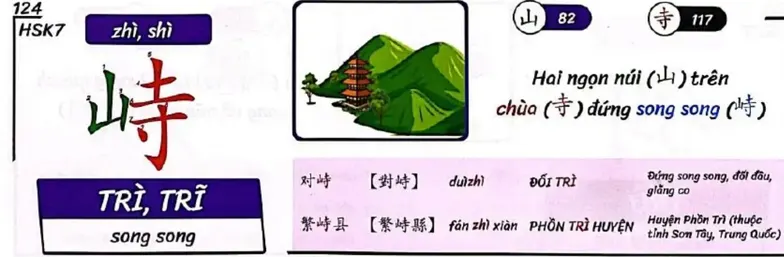 124
HSK7
zhì, shì
峙
TRÌ, TRĨ
song song
山 82
寺 117
Hai ngọn núi (山) trên
chùa (寺) đứng song song (峙)
对峙 【對峙】 duìzhì ĐỐI TRÌ Đứng song song, đối đầu,
giằng co
繁峙县 【繁峙縣】 fán zhì xiàn PHỒN TRÌ HUYỆN Huyện Phồn Trì (thuộc
tỉnh Sơn Tây, Trung Quốc)